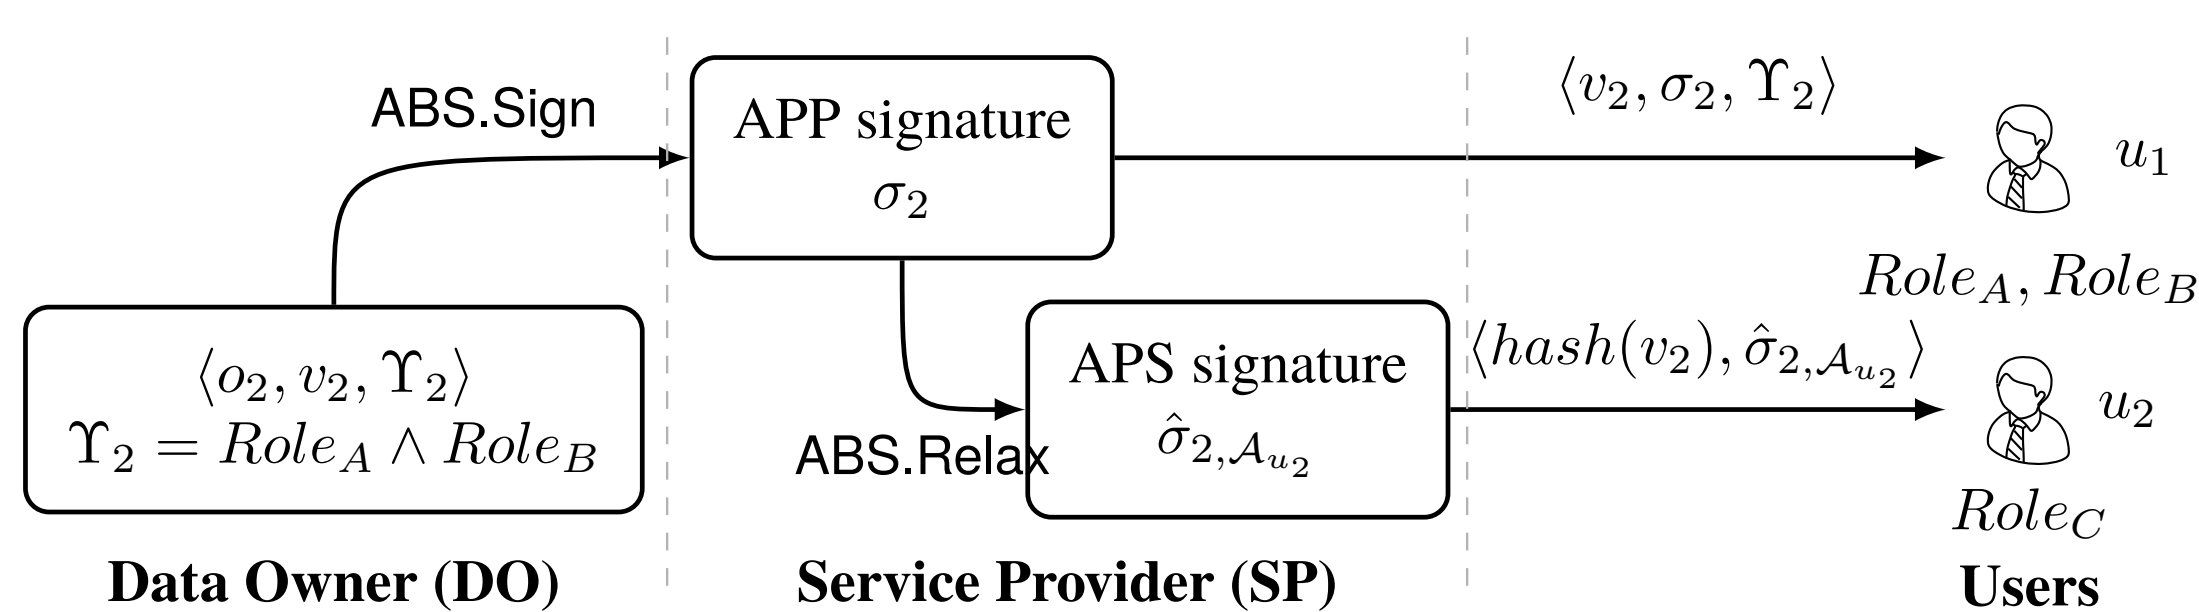 ABS.Sign
APP signature
σ₂
⟨v₂, σ₂, ϒ₂⟩
u₁
Role_A, Role_B
⟨o₂, v₂, ϒ₂⟩
ϒ₂ = Role_A ∧ Role_B
ABS.Relax
APS signature
σ̂_{2,𝒜_{u₂}}
⟨hash(v₂), σ̂_{2,𝒜_{u₂}}⟩
u₂
Role_C
Data Owner (DO)
Service Provider (SP)
Users